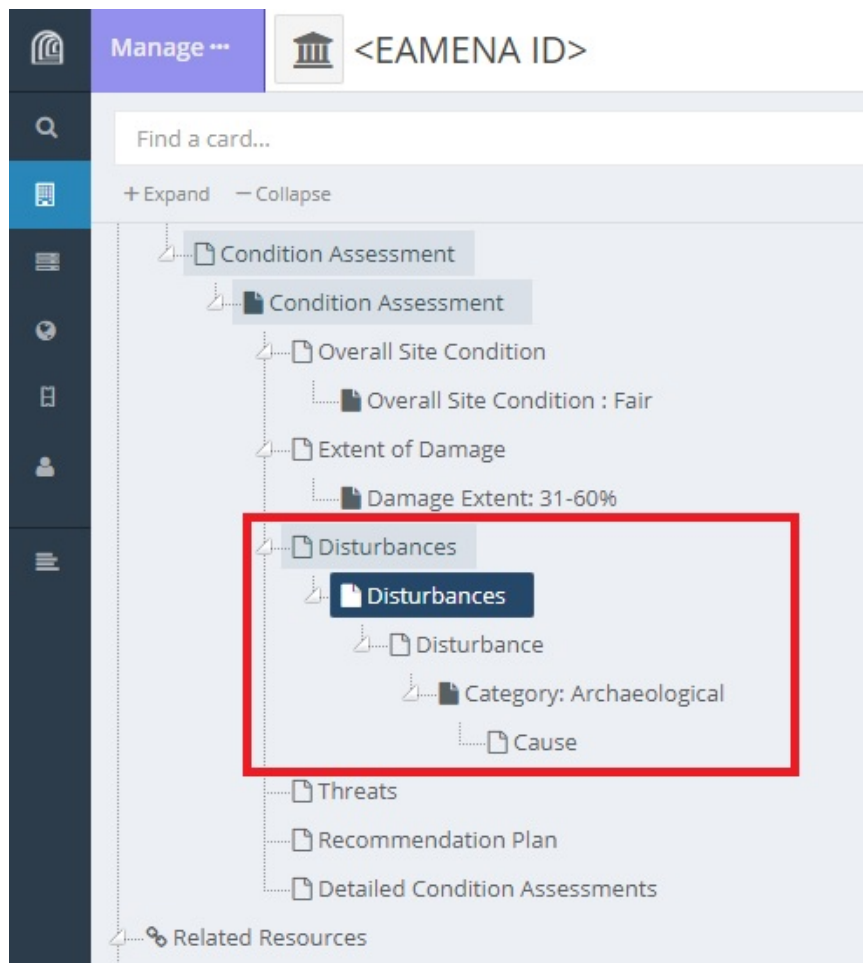 Manage ··· <EAMENA ID>
Find a card...
+ Expand − Collapse
Condition Assessment
Condition Assessment
Overall Site Condition
Overall Site Condition : Fair
Extent of Damage
Damage Extent: 31-60%
Disturbances
Disturbances
Disturbance
Category: Archaeological
Cause
Threats
Recommendation Plan
Detailed Condition Assessments
Related Resources